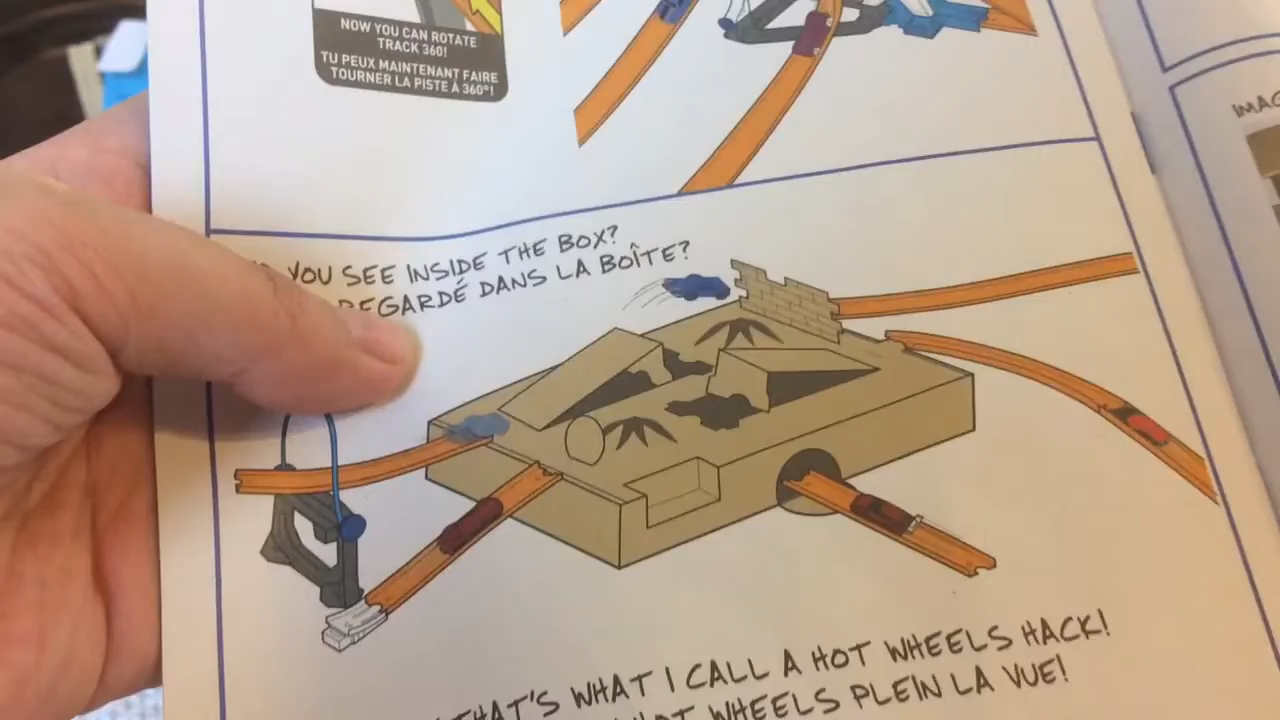 NOW YOU CAN ROTATE
TRACK 360!
TU PEUX MAINTENANT FAIRE
TOURNER LA PISTE À 360°!
YOU SEE INSIDE THE BOX?
REGARDÉ DANS LA BOÎTE?
THAT'S WHAT I CALL A HOT WHEELS HACK!
HOT WHEELS PLEIN LA VUE!